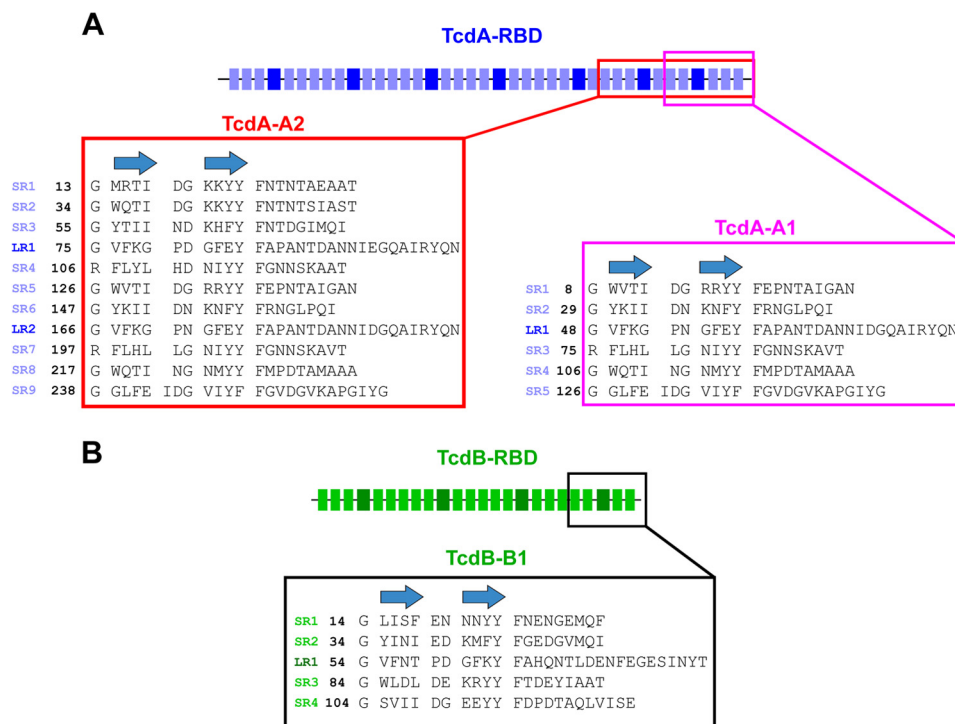 A
TcdA-RBD
TcdA-A2
SR1 13 G MRTI DG KKYY FNTNTAEAAT
SR2 34 G WQTI DG KKYY FNTNTSIAST
SR3 55 G YTII ND KHFY FNTDGIMQI
LR1 75 G VFKG PD GFEY FAPANTDANNIEGQAIRYQN
SR4 106 R FLYL HD NIYY FGNNSKAAT
SR5 126 G WVTI DG RRYY FEPNTAIGAN
SR6 147 G YKII DN KNFY FRNGLPQI
LR2 166 G VFKG PN GFEY FAPANTDANNIDGQAIRYQN
SR7 197 R FLHL LG NIYY FGNNSKAVT
SR8 217 G WQTI NG NMYY FMPDTAMAAA
SR9 238 G GLFE IDG VIYF FGVDGVKAPGIYG
TcdA-A1
SR1 8 G WVTI DG RRYY FEPNTAIGAN
SR2 29 G YKII DN KNFY FRNGLPQI
LR1 48 G VFKG PN GFEY FAPANTDANNIDGQAIRYQN
SR3 75 R FLHL LG NIYY FGNNSKAVT
SR4 106 G WQTI NG NMYY FMPDTAMAAA
SR5 126 G GLFE IDG VIYF FGVDGVKAPGIYG
B
TcdB-RBD
TcdB-B1
SR1 14 G LISF EN NNYY FNENGEMQF
SR2 34 G YINI ED KMFY FGEDGVMQI
LR1 54 G VFNT PD GFKY FAHQNTLDENFEGESINYT
SR3 84 G WLDL DE KRYY FTDEYIAAT
SR4 104 G SVII DG EEYY FDPDTAQLVISE